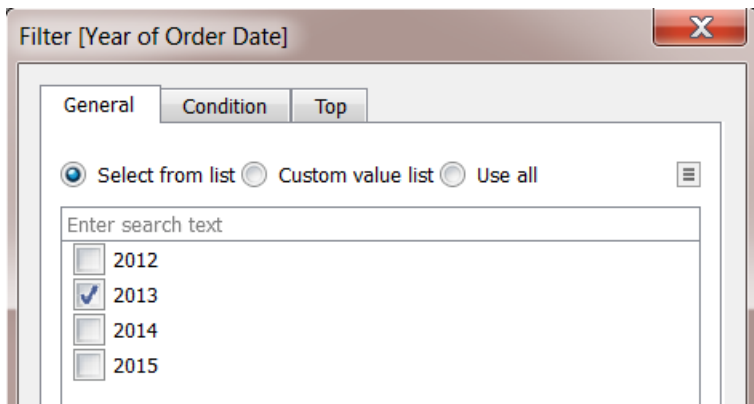 Filter [Year of Order Date]
General Condition Top
Select from list Custom value list Use all
Enter search text
2012
2013
2014
2015